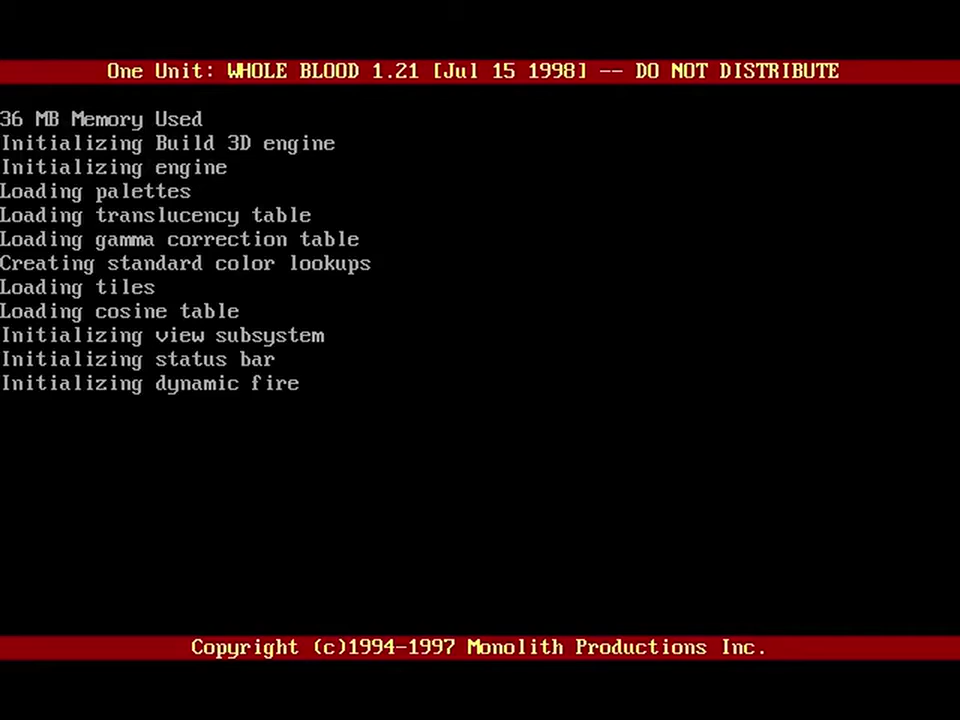 One Unit: WHOLE BLOOD 1.21 [Jul 15 1998] -- DO NOT DISTRIBUTE
36 MB Memory Used
Initializing Build 3D engine
Initializing engine
Loading palettes
Loading translucency table
Loading gamma correction table
Creating standard color lookups
Loading tiles
Loading cosine table
Initializing view subsystem
Initializing status bar
Initializing dynamic fire
Copyright (c)1994-1997 Monolith Productions Inc.